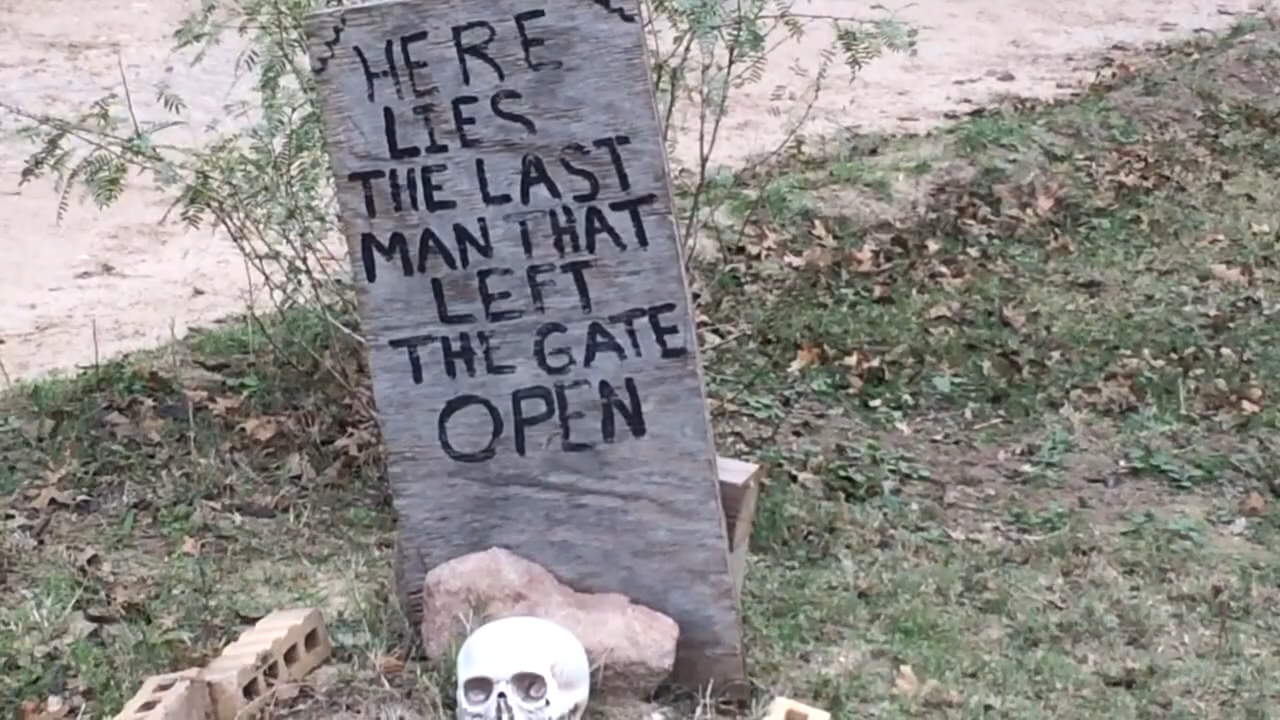 HERE
LIES
THE LAST
MAN THAT
LEFT
THE GATE
OPEN